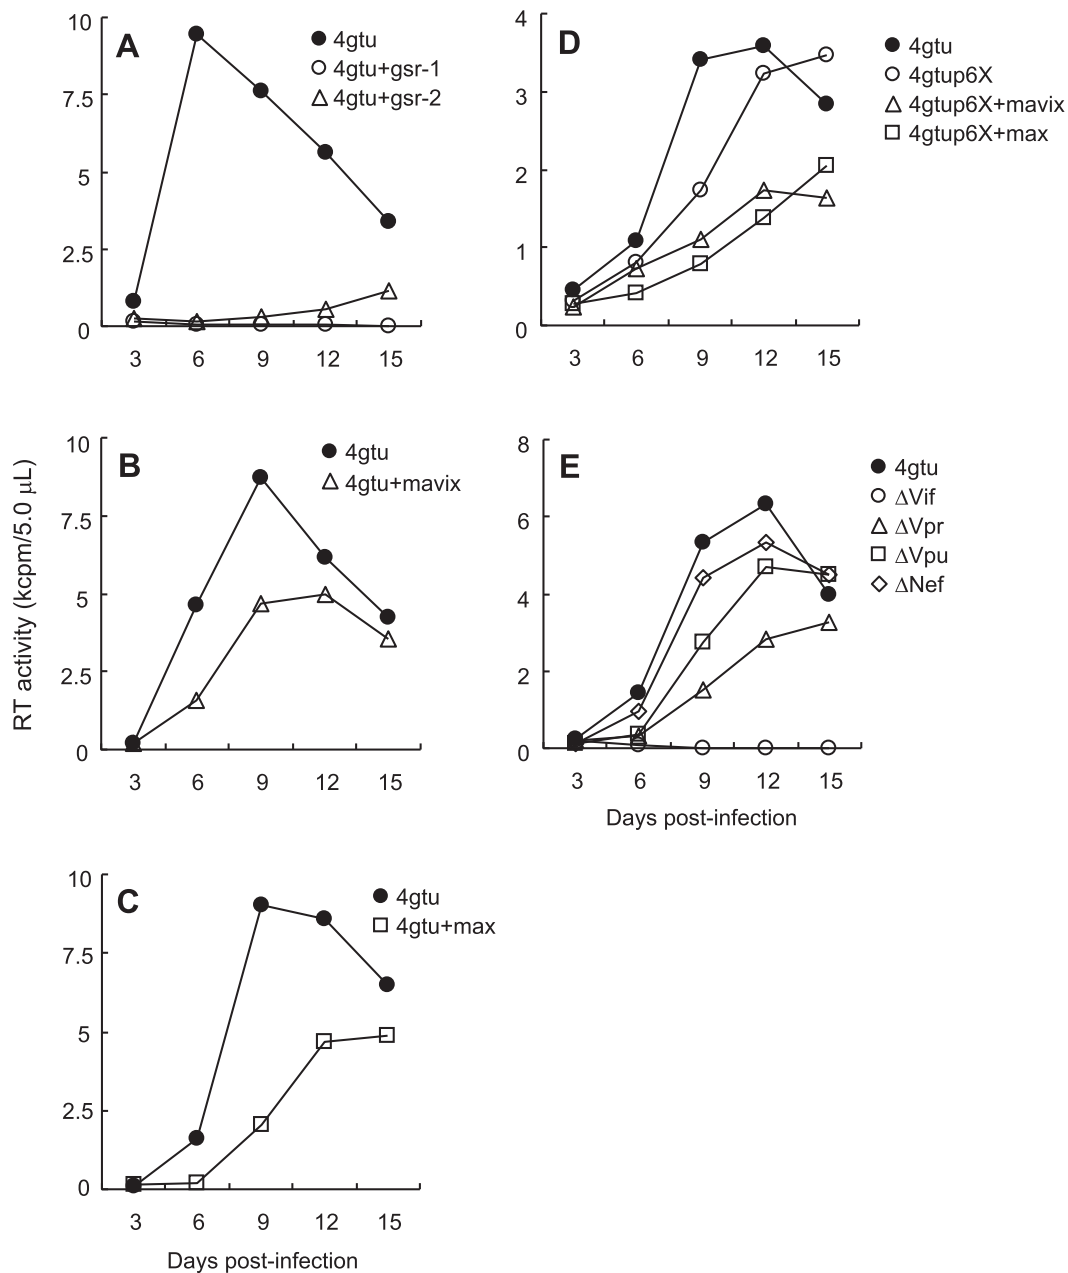 RT activity (kcpm/5.0 μL)
A
10
7.5
5
2.5
0
3 6 9 12 15
4gtu
4gtu+gsr-1
4gtu+gsr-2
B
10
7.5
5
2.5
0
3 6 9 12 15
4gtu
4gtu+mavix
C
10
7.5
5
2.5
0
3 6 9 12 15
4gtu
4gtu+max
Days post-infection
D
4
3
2
1
0
3 6 9 12 15
4gtu
4gtup6X
4gtup6X+mavix
4gtup6X+max
E
8
6
4
2
0
3 6 9 12 15
4gtu
ΔVif
ΔVpr
ΔVpu
ΔNef
Days post-infection